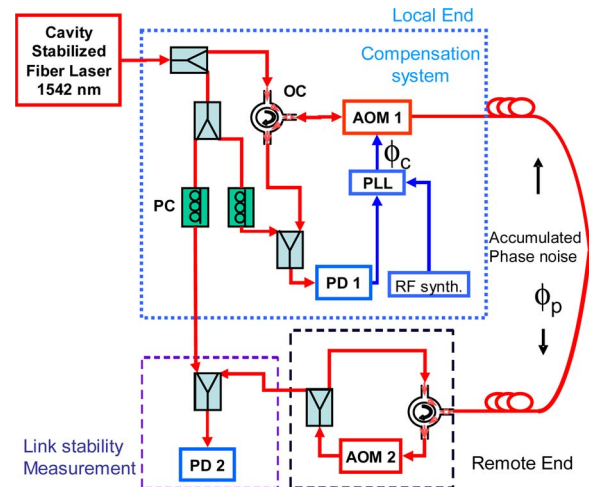 Cavity
Stabilized
Fiber Laser
1542 nm
Local End
Compensation
system
OC
AOM 1
ϕc
PC
PLL
Accumulated
Phase noise
PD 1
RF synth.
ϕp
Link stability
Measurement
PD 2
AOM 2
Remote End